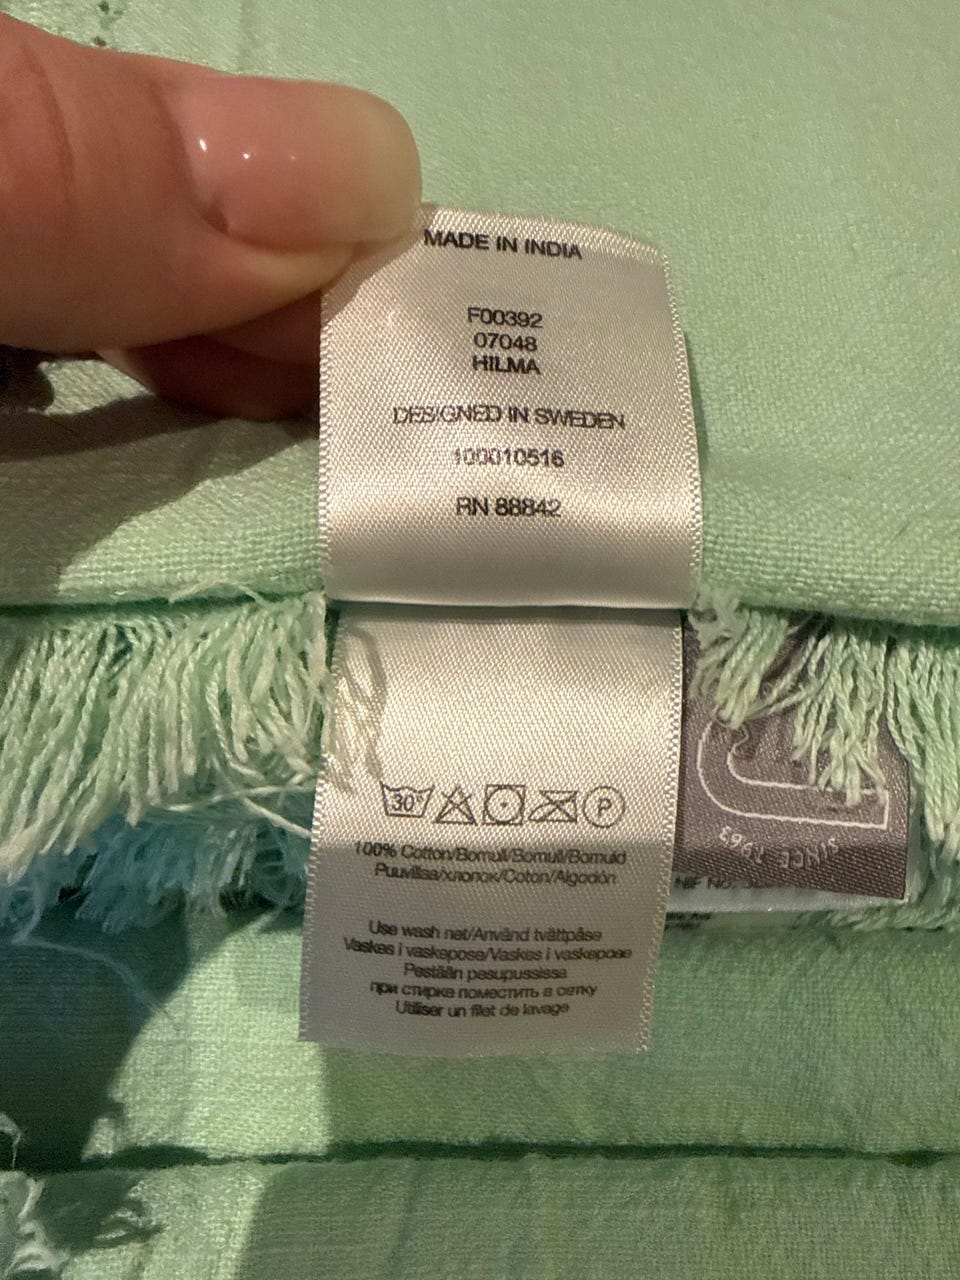 MADE IN INDIA
F00392
07048
HILMA
DESIGNED IN SWEDEN
100010516
RN 88842
30°
P
100% Cotton/Bomull/Bomull/Bomuld
Puuvillaa/хлопок/Coton/Algodón
SINCE 1963
NIF No.
Use wash net/Använd tvättpåse
Vaskes i vaskepose/Vaskes i vaskepose
Pestään pesupussissa
при стирке поместить в сетку
Utiliser un filet de lavage